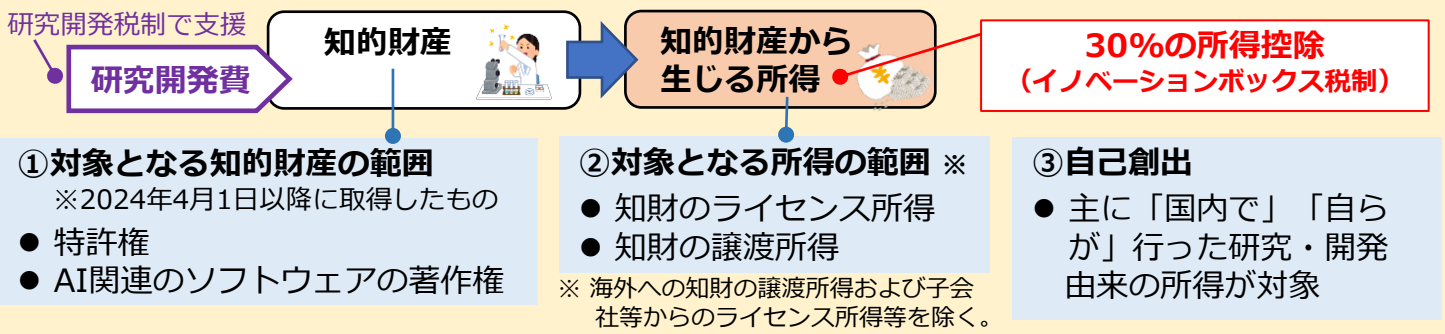 研究開発税制で支援
研究開発費
知的財産
知的財産から
生じる所得
30%の所得控除
（イノベーションボックス税制）
①対象となる知的財産の範囲
※2024年4月1日以降に取得したもの
● 特許権
● AI関連のソフトウェアの著作権
②対象となる所得の範囲 ※
● 知財のライセンス所得
● 知財の譲渡所得
※ 海外への知財の譲渡所得および子会
社等からのライセンス所得等を除く。
③自己創出
● 主に「国内で」「自ら
が」行った研究・開発
由来の所得が対象